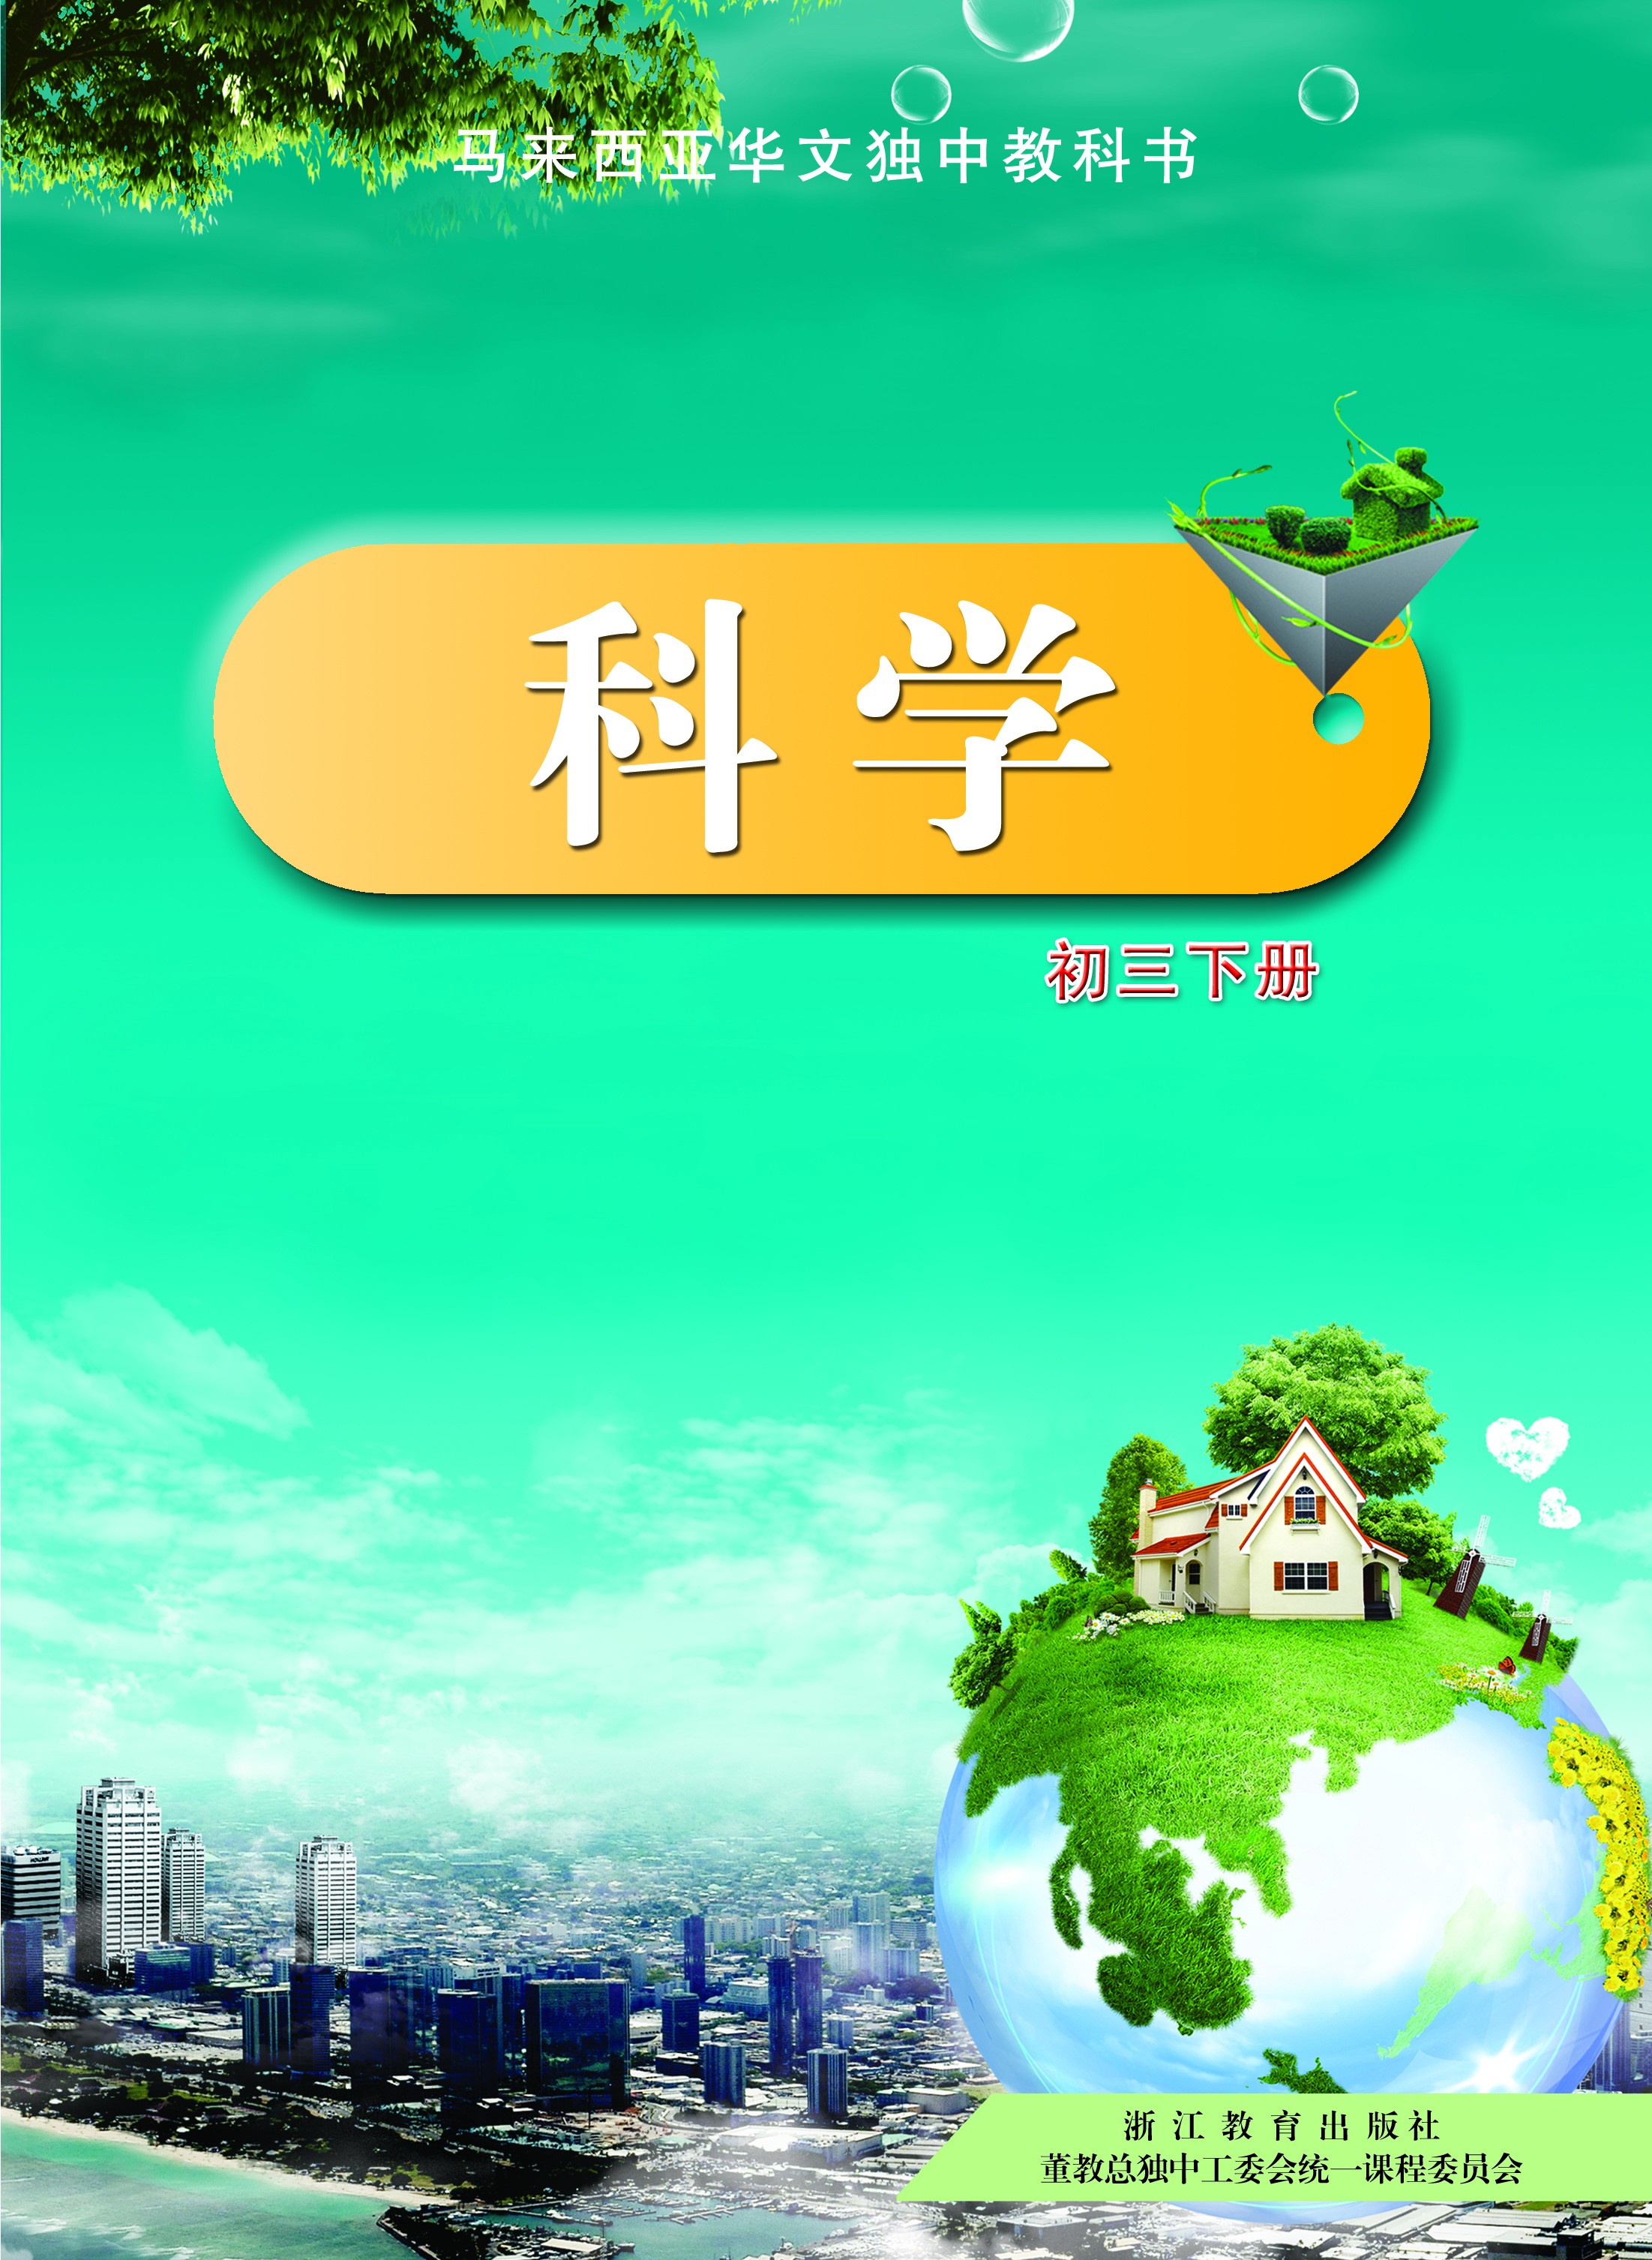 马来西亚华文独中教科书
科学
初三下册
浙江教育出版社
董教总独中工委会统一课程委员会